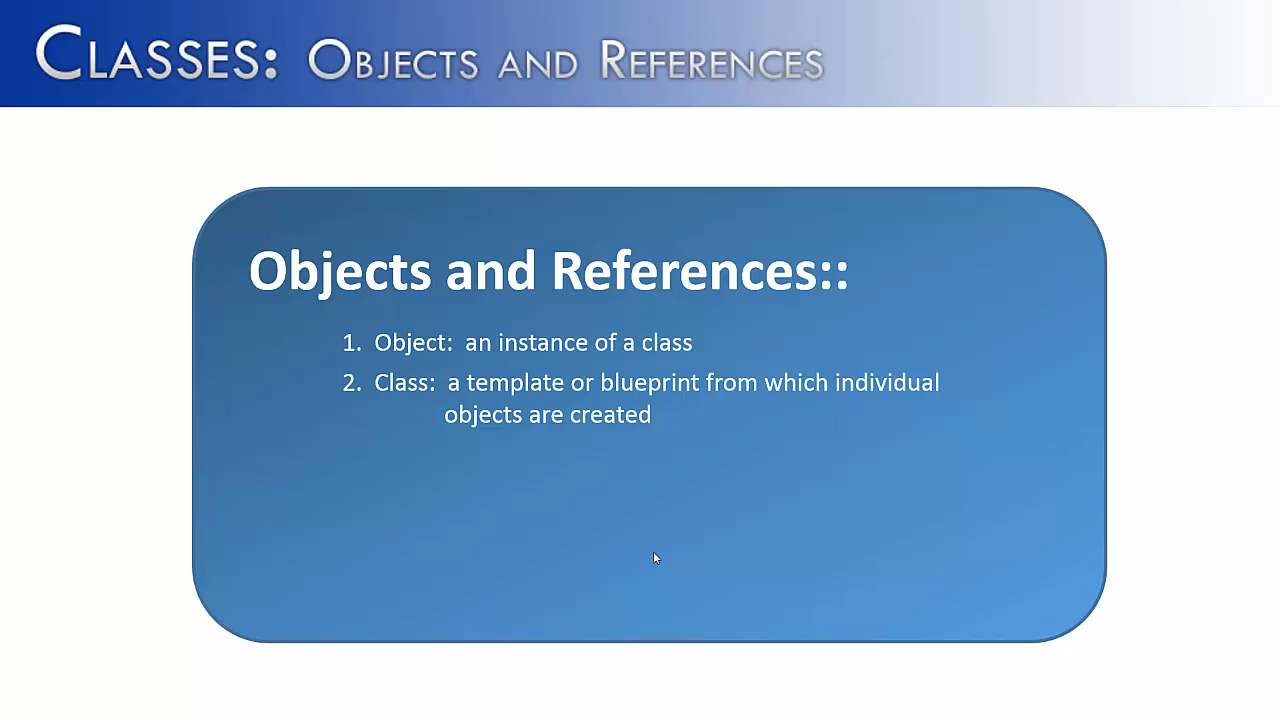 Classes: Objects and References
Objects and References::
1. Object: an instance of a class
2. Class: a template or blueprint from which individual
objects are created